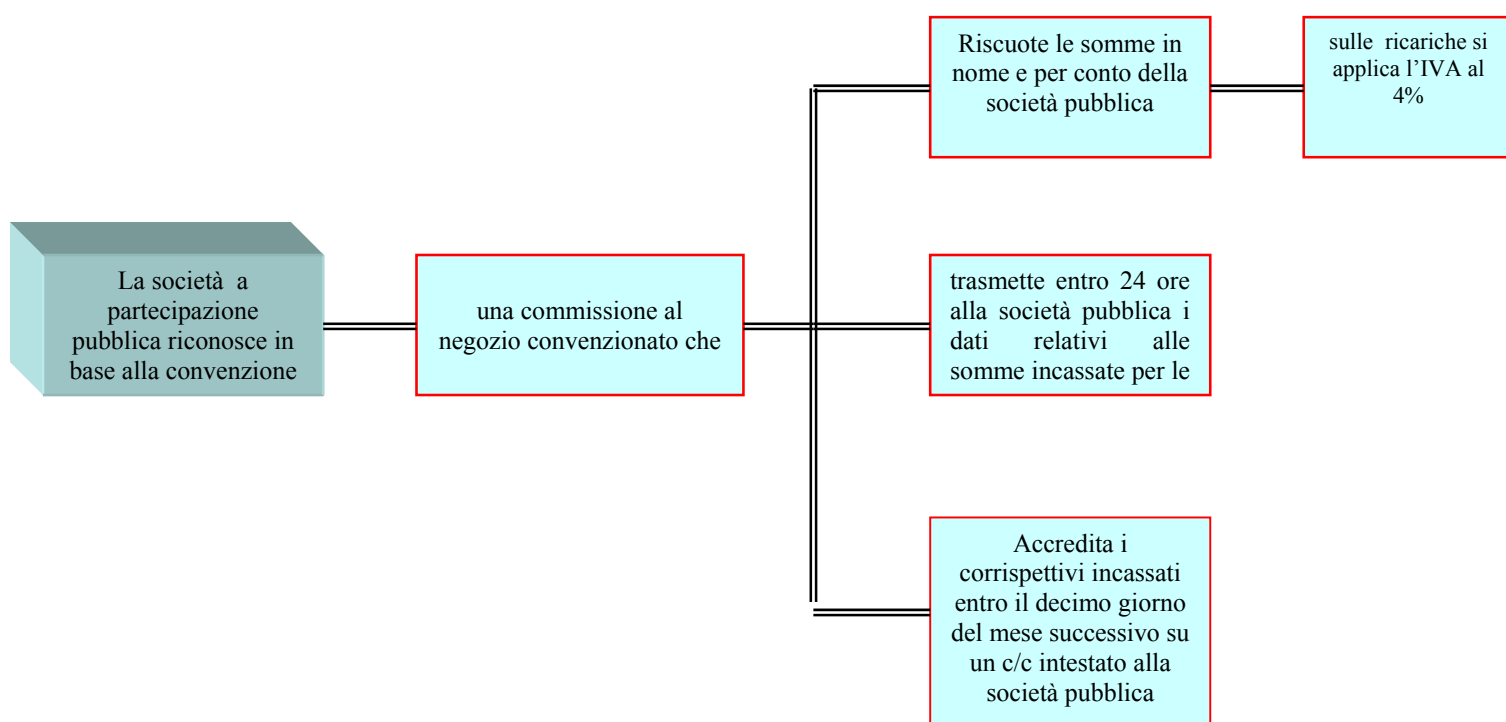 La società a
partecipazione
pubblica riconosce in
base alla convenzione
una commissione al
negozio convenzionato che
Riscuote le somme in
nome e per conto della
società pubblica
sulle ricariche si
applica l'IVA al
4%
trasmette entro 24 ore
alla società pubblica i
dati relativi alle
somme incassate per le
Accredita i
corrispettivi incassati
entro il decimo giorno
del mese successivo su
un c/c intestato alla
società pubblica